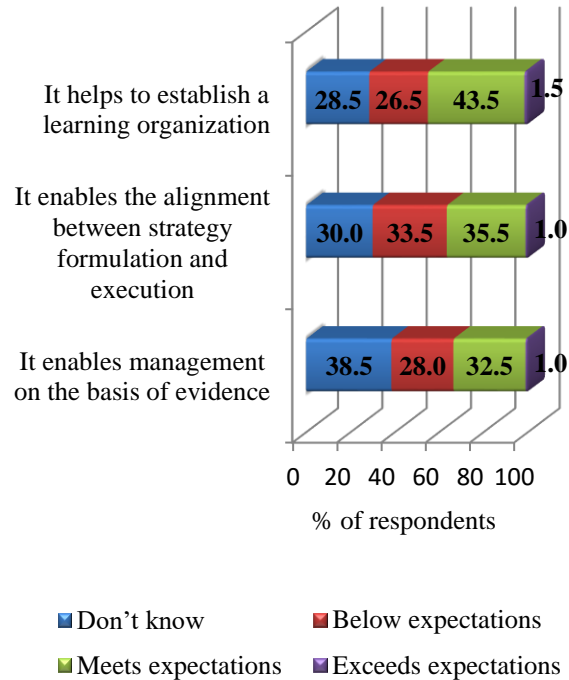 It helps to establish a
learning organization
28.5 26.5 43.5 1.5
It enables the alignment
between strategy
formulation and
execution
30.0 33.5 35.5 1.0
It enables management
on the basis of evidence
38.5 28.0 32.5 1.0
0 20 40 60 80 100
% of respondents
Don't know Below expectations
Meets expectations Exceeds expectations